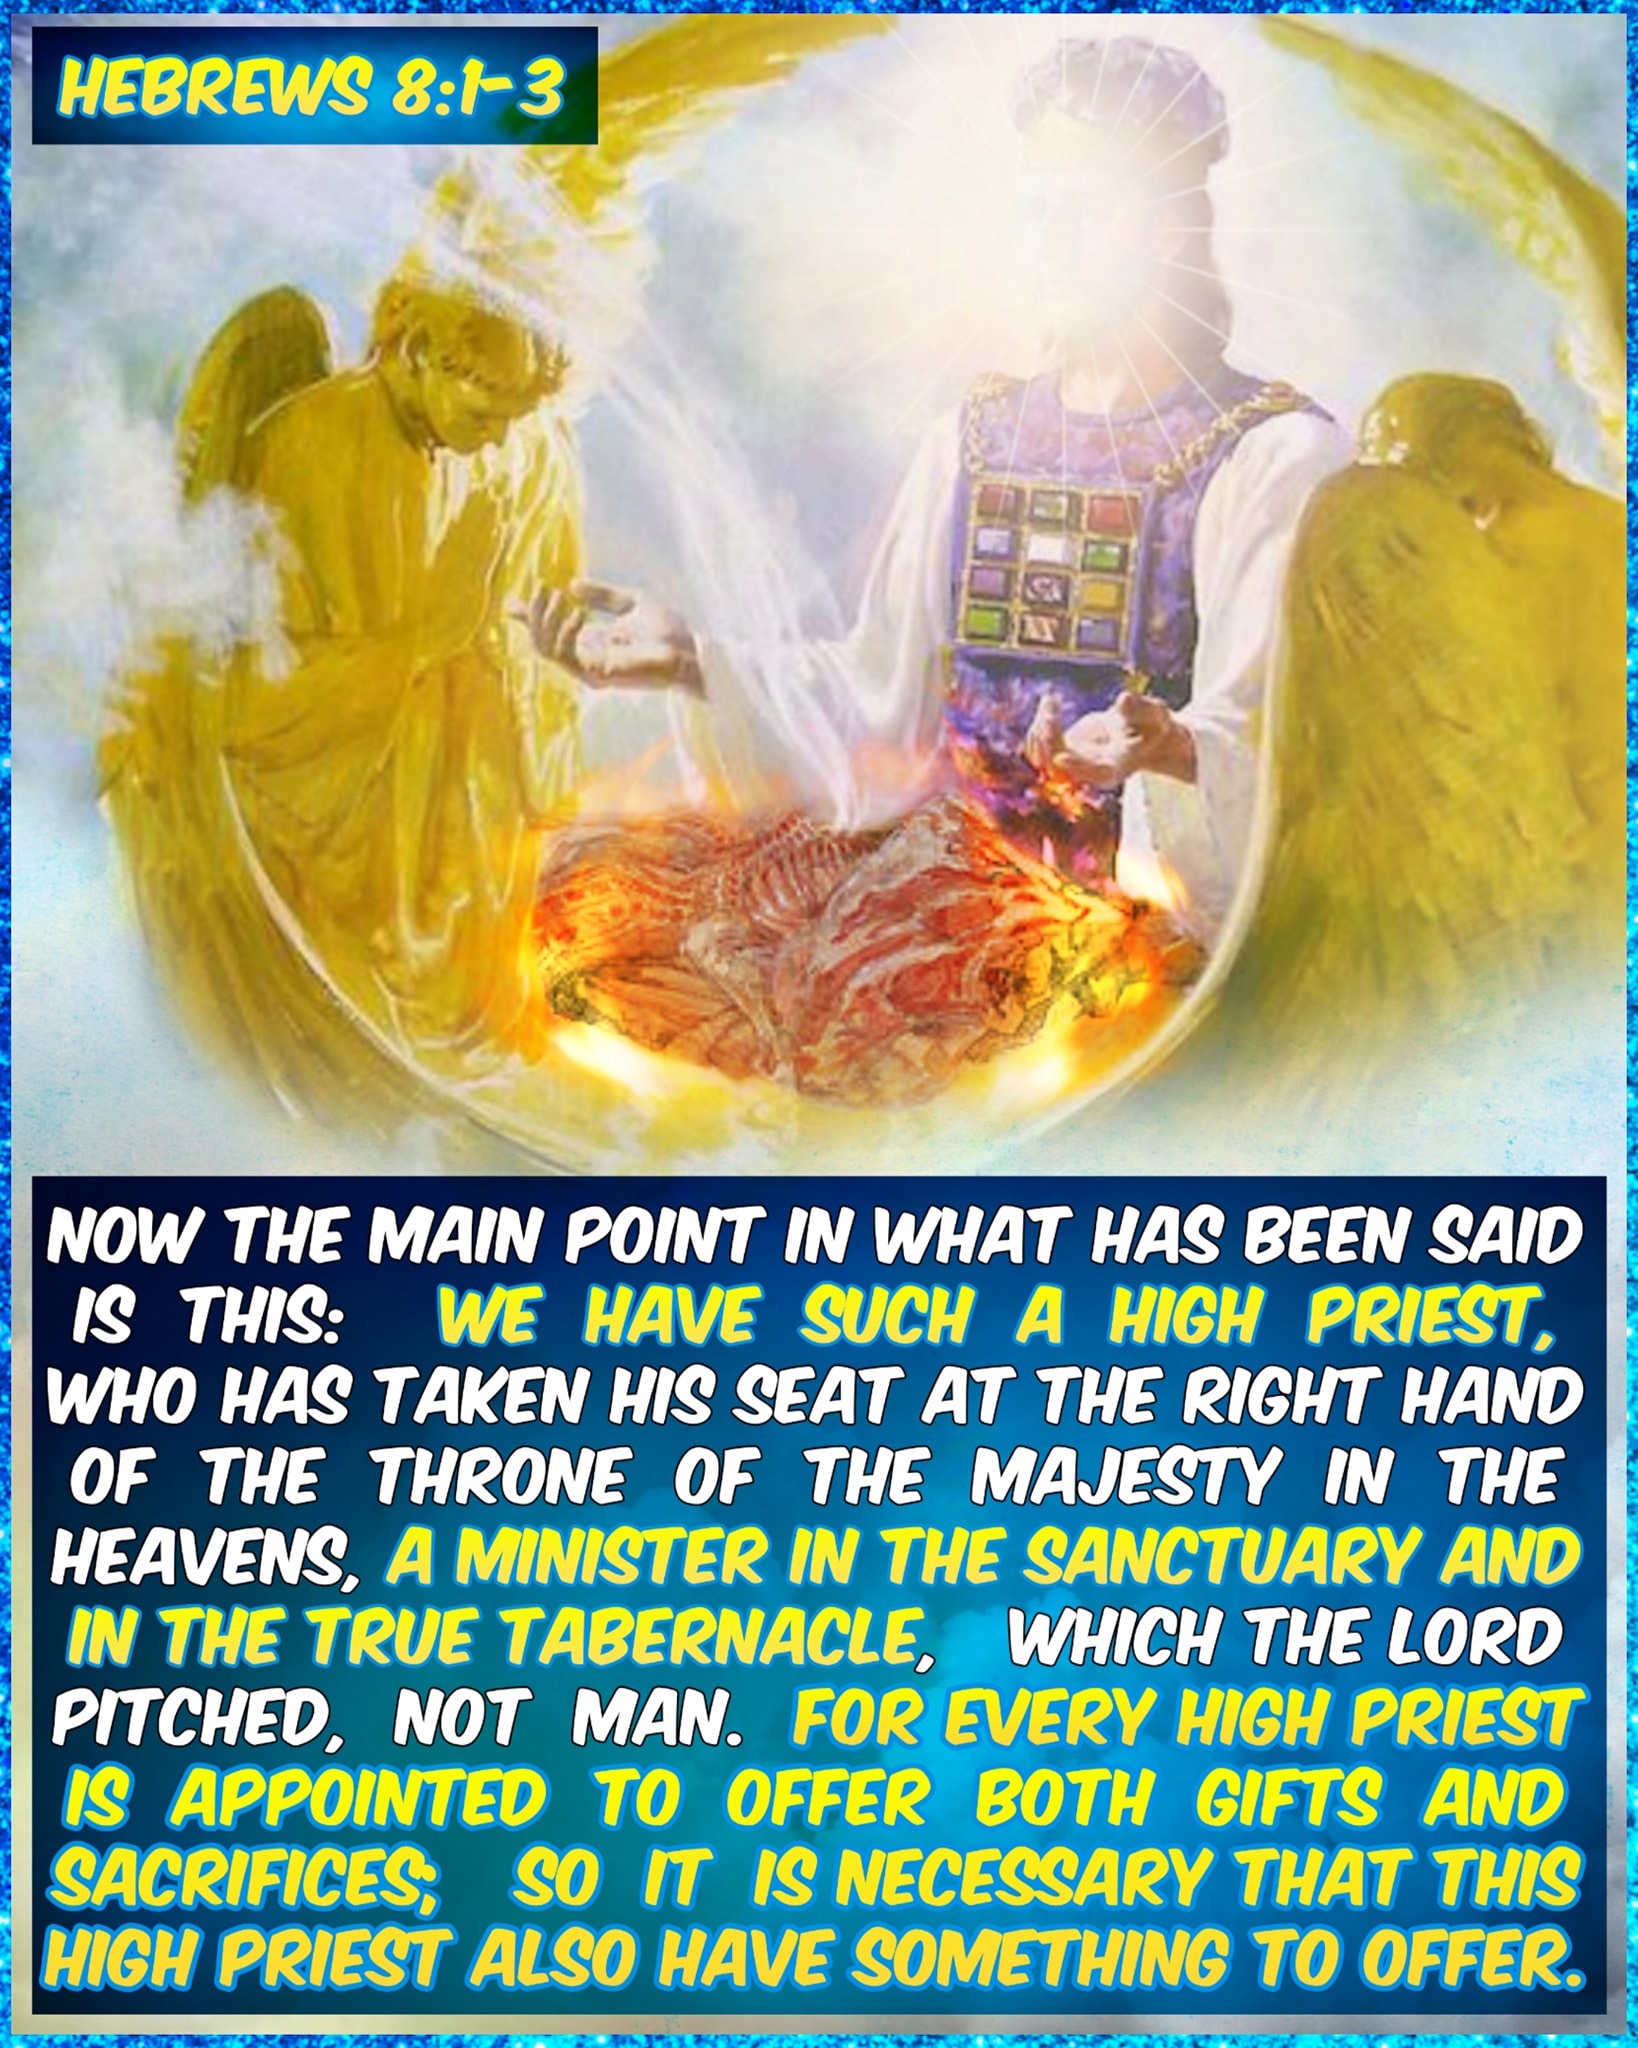 HEBREWS 8:1-3
NOW THE MAIN POINT IN WHAT HAS BEEN SAID
IS THIS: WE HAVE SUCH A HIGH PRIEST,
WHO HAS TAKEN HIS SEAT AT THE RIGHT HAND
OF THE THRONE OF THE MAJESTY IN THE
HEAVENS, A MINISTER IN THE SANCTUARY AND
IN THE TRUE TABERNACLE, WHICH THE LORD
PITCHED, NOT MAN. FOR EVERY HIGH PRIEST
IS APPOINTED TO OFFER BOTH GIFTS AND
SACRIFICES; SO IT IS NECESSARY THAT THIS
HIGH PRIEST ALSO HAVE SOMETHING TO OFFER.